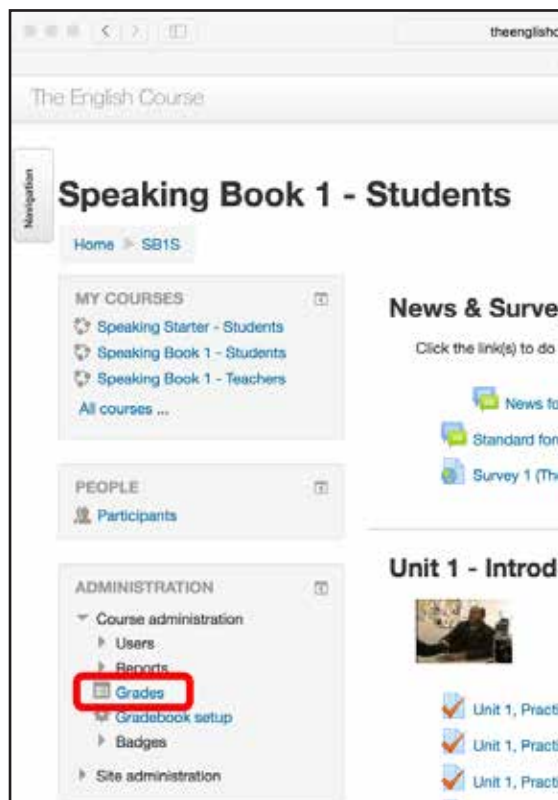 theenglishc
The English Course
Navigation
Speaking Book 1 - Students
Home SB1S
MY COURSES
Speaking Starter - Students
Speaking Book 1 - Students
Speaking Book 1 - Teachers
All courses ...
PEOPLE
Participants
ADMINISTRATION
Course administration
Users
Reports
Grades
Gradebook setup
Badges
Site administration
News & Surve
Click the link(s) to do
News fo
Standard for
Survey 1 (The
Unit 1 - Introd
Unit 1, Practi
Unit 1, Practi
Unit 1, Practi